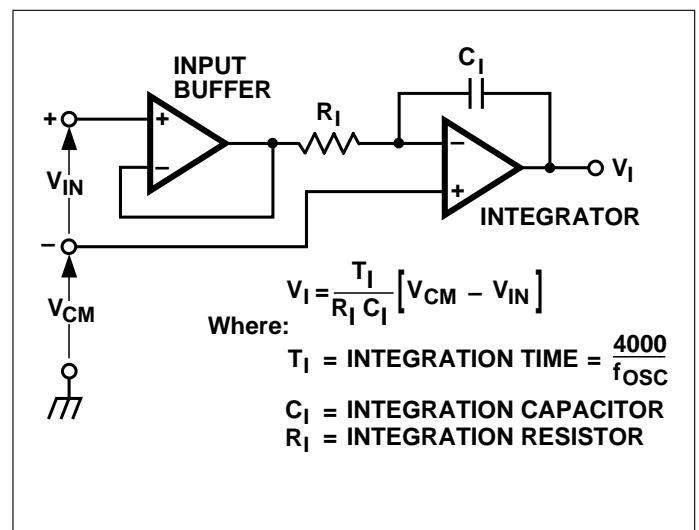 INPUT
BUFFER
C_I
R_I
+
+
−
−
+
V_IN
V_I
INTEGRATOR
−
V_CM
V_I = T_I / R_I C_I [V_CM − V_IN]
Where:
T_I = INTEGRATION TIME = 4000 / f_OSC
C_I = INTEGRATION CAPACITOR
R_I = INTEGRATION RESISTOR